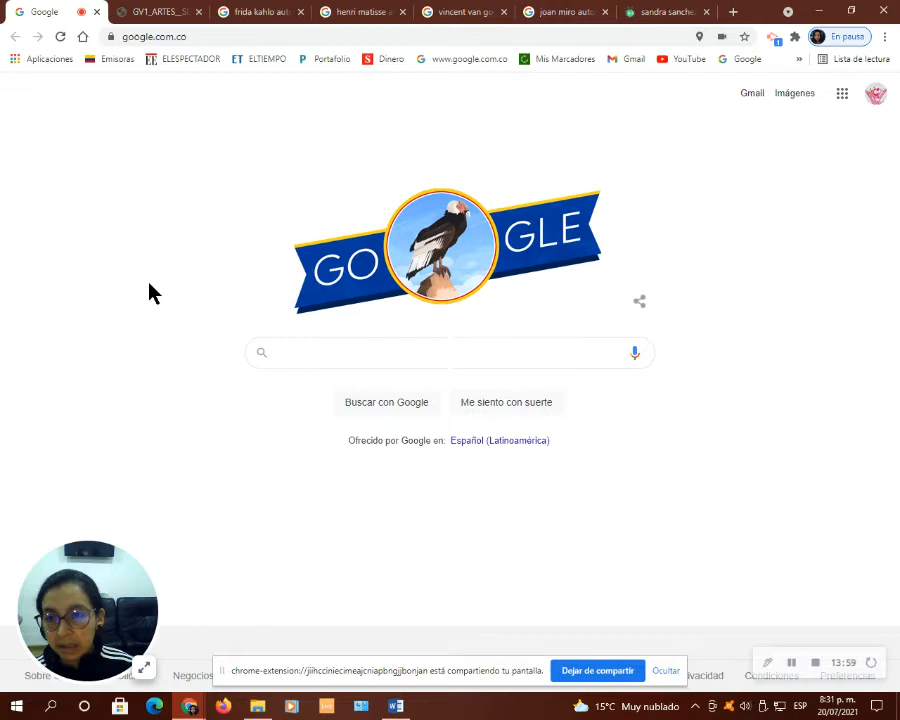 Google
GV1_ARTES_SI
frida kahlo aut
henri matisse a
vincent van go
joan miro auto
sandra sanche
google.com.co
En pausa
Aplicaciones
Emisoras
EE ELESPECTADOR
ET ELTIEMPO
P Portafolio
S Dinero
www.google.com.co
Mis Marcadores
Gmail
YouTube
Google
»
Lista de lectura
Gmail
Imágenes
GO GLE
Buscar con Google
Me siento con suerte
Ofrecido por Google en: Español (Latinoamérica)
Negocios
Condiciones
Preferencias
chrome-extension://jiihcciniecimeajcniapbngjjbonjan está compartiendo tu pantalla.
Dejar de compartir
Ocultar
13:59
15°C Muy nublado
ESP
8:31 p. m.
20/07/2021